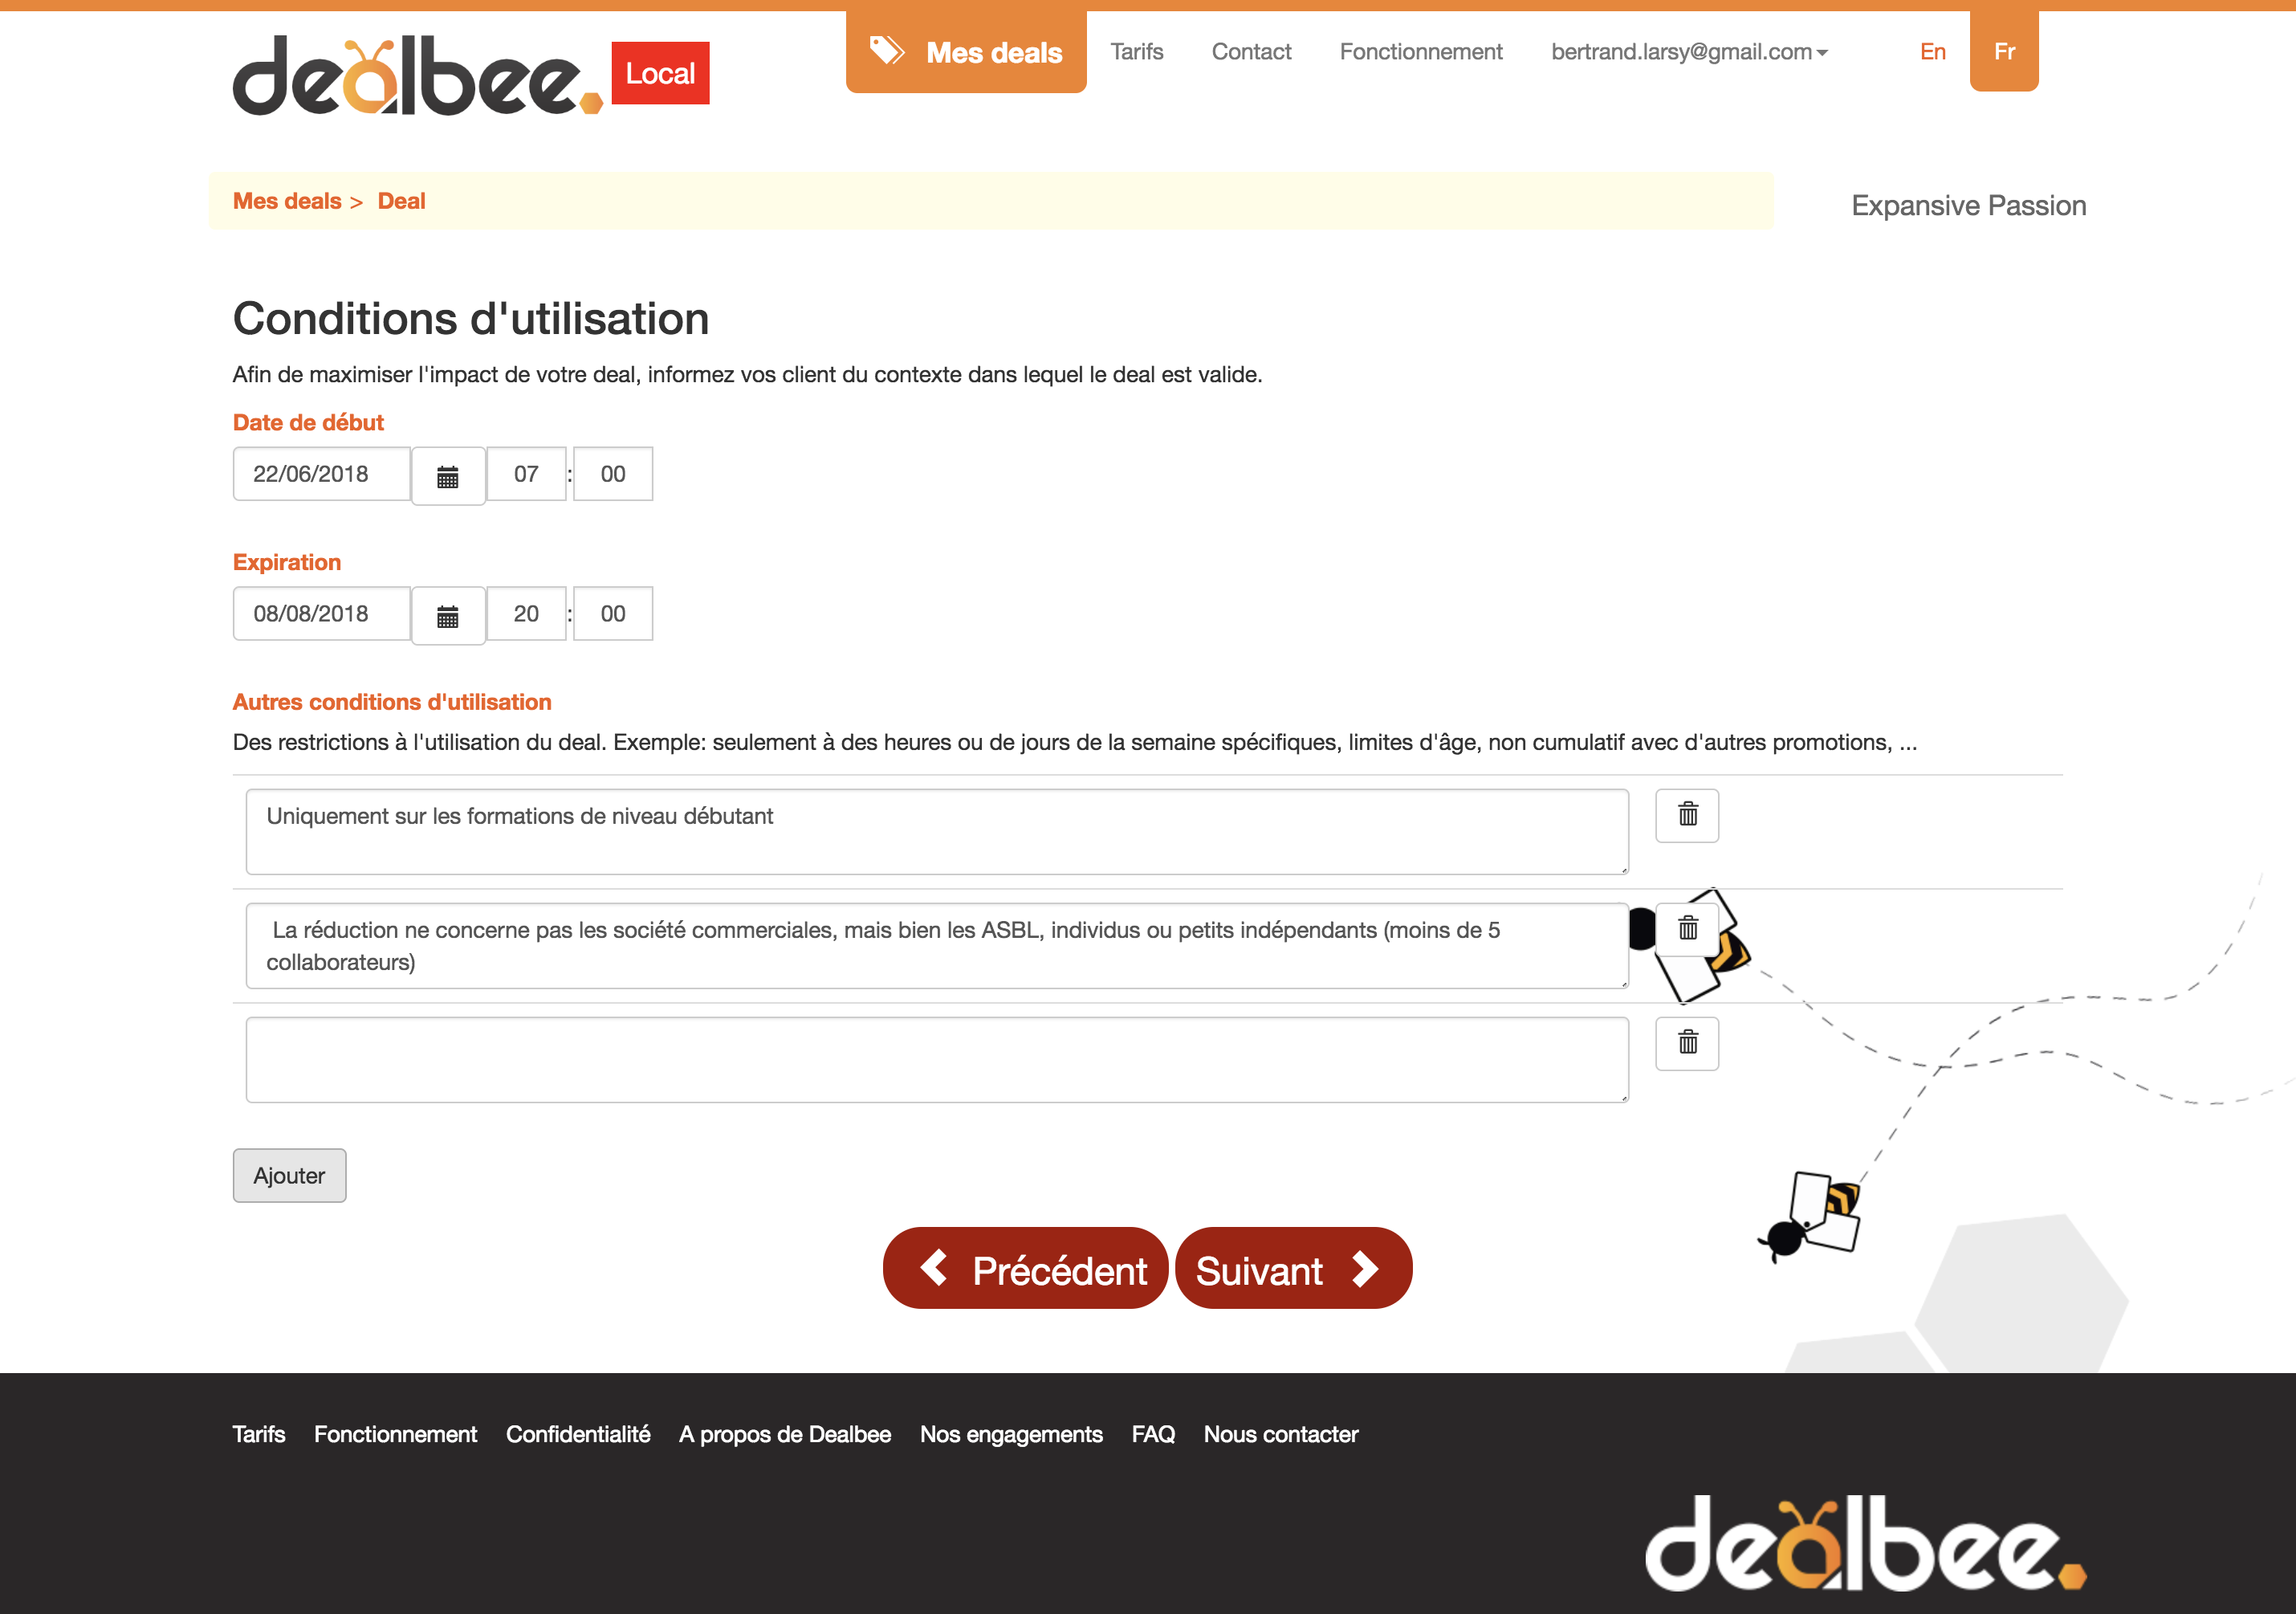 dealbee.
Local
Mes deals
Tarifs
Contact
Fonctionnement
bertrand.larsy@gmail.com
En
Fr
Mes deals > Deal
Expansive Passion
Conditions d'utilisation
Afin de maximiser l'impact de votre deal, informez vos client du contexte dans lequel le deal est valide.
Date de début
22/06/2018 07 : 00
Expiration
08/08/2018 20 : 00
Autres conditions d'utilisation
Des restrictions à l'utilisation du deal. Exemple: seulement à des heures ou de jours de la semaine spécifiques, limites d'âge, non cumulatif avec d'autres promotions, ...
Uniquement sur les formations de niveau débutant
La réduction ne concerne pas les société commerciales, mais bien les ASBL, individus ou petits indépendants (moins de 5
collaborateurs)
Ajouter
Précédent
Suivant
Tarifs Fonctionnement Confidentialité A propos de Dealbee Nos engagements FAQ Nous contacter
dealbee.